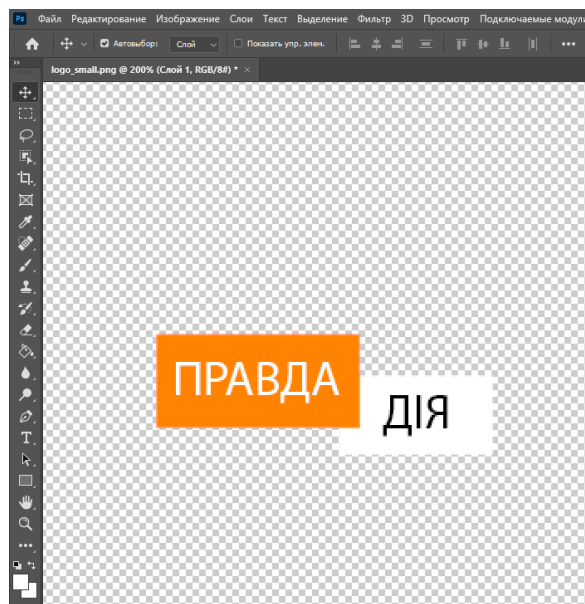 Ps Файл Редактирование Изображение Слои Текст Выделение Фильтр 3D Просмотр Подключаемые модули
Автовыбор: Слой Показать упр. элем.
logo_small.png @ 200% (Слой 1, RGB/8#) * ×
ПРАВДА
ДІЯ